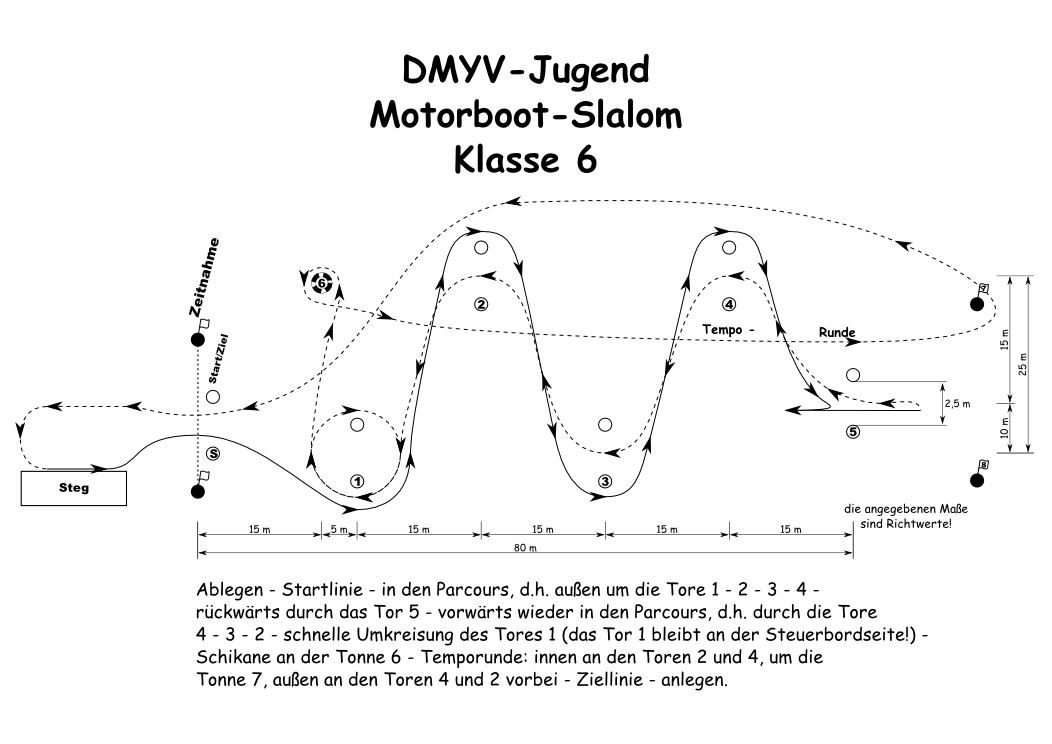 DMYV-Jugend
Motorboot-Slalom
Klasse 6
Zeitnahme
Start/Ziel
6
2
4
7
Tempo -
Runde
15 m
25 m
2,5 m
10 m
S
5
1
3
8
Steg
die angegebenen Maße
sind Richtwerte!
15 m
5 m
15 m
15 m
15 m
15 m
80 m
Ablegen - Startlinie - in den Parcours, d.h. außen um die Tore 1 - 2 - 3 - 4 -
rückwärts durch das Tor 5 - vorwärts wieder in den Parcours, d.h. durch die Tore
4 - 3 - 2 - schnelle Umkreisung des Tores 1 (das Tor 1 bleibt an der Steuerbordseite!) -
Schikane an der Tonne 6 - Temporunde: innen an den Toren 2 und 4, um die
Tonne 7, außen an den Toren 4 und 2 vorbei - Ziellinie - anlegen.